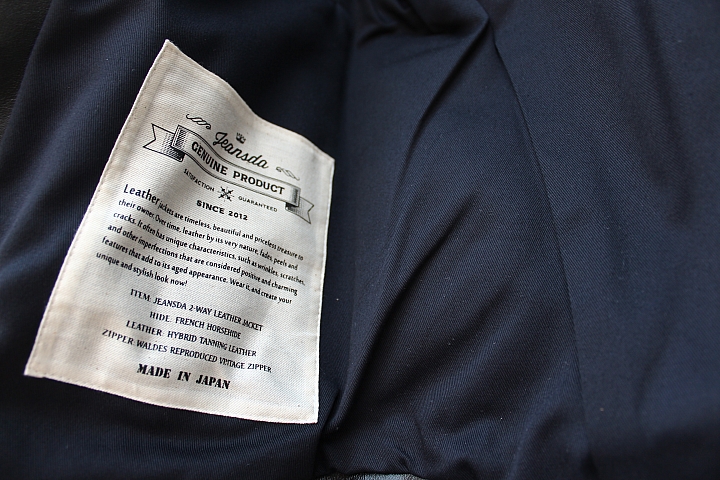 Jeansda
GENUINE PRODUCT
SATISFACTION GUARANTEED
SINCE 2012
Leather jackets are timeless, beautiful and priceless treasure to
their owner. Over time, leather by its very nature, fades, peels and
cracks. It often has unique characteristics, such as wrinkles, scratches,
and other imperfections that are considered positive and charming
features that add to its aged appearance. Wear it, and create your
unique and stylish look now!
ITEM: JEANSDA 2-WAY LEATHER JACKET
HIDE: FRENCH HORSEHIDE
LEATHER: HYBRID TANNING LEATHER
ZIPPER: WALDES REPRODUCED VINTAGE ZIPPER
MADE IN JAPAN